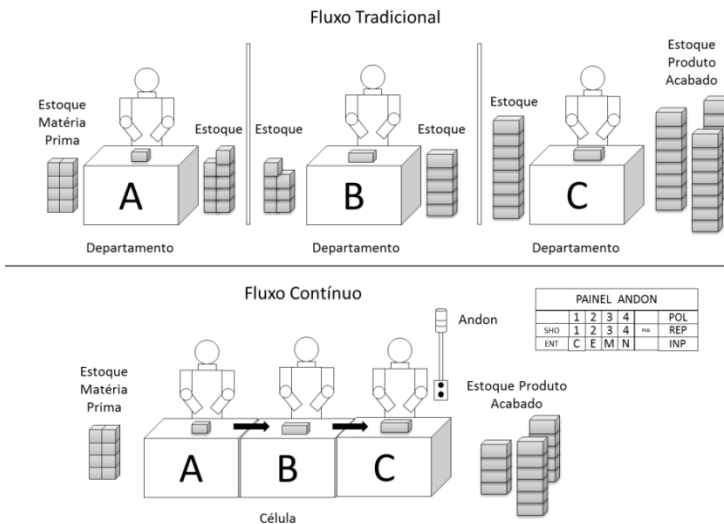 Fluxo Tradicional
Estoque
Matéria
Prima
Estoque
A
Departamento
Estoque
Estoque
B
Departamento
Estoque
Estoque
Produto
Acabado
C
Departamento
Fluxo Contínuo
Estoque
Matéria
Prima
A
B
C
Célula
Andon
PAINEL ANDON
1 2 3 4 POL
SHO 1 2 3 4 FUL REP
ENT C E M N INP
Estoque Produto
Acabado